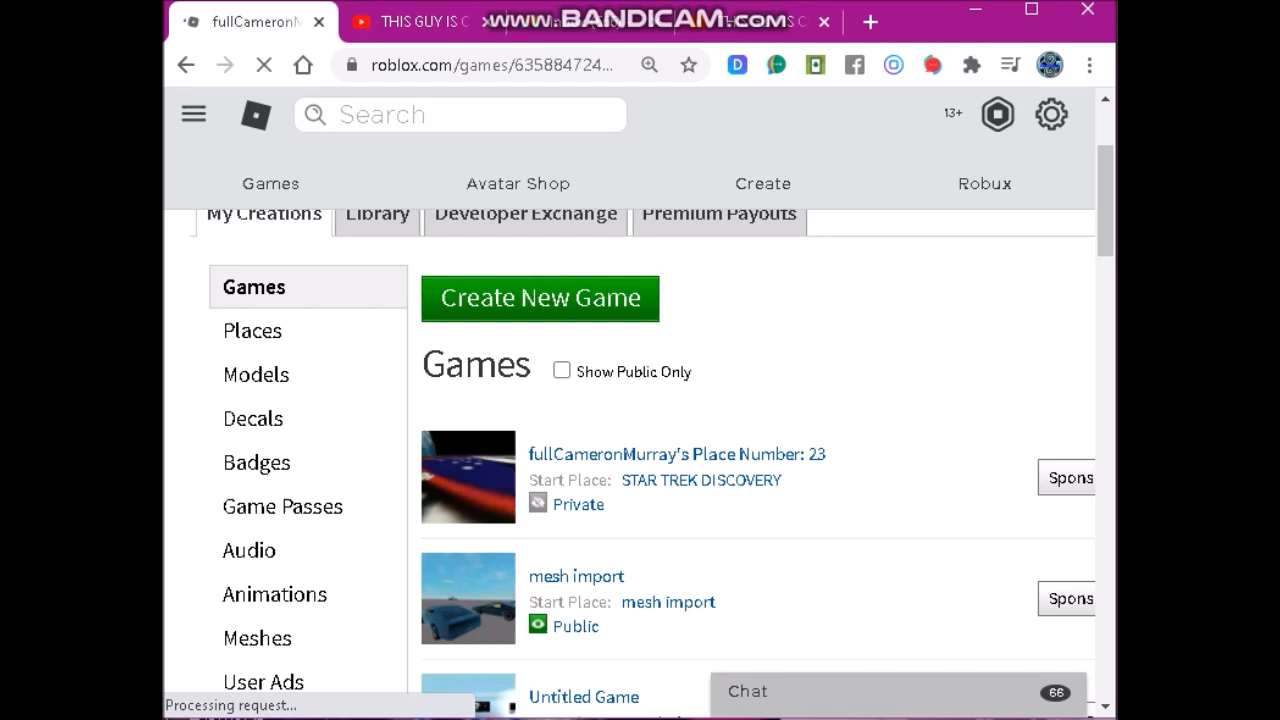 fullCameronM
THIS GUY IS C
www.BANDICAM.com
roblox.com/games/635884724...
Search
13+
Games
Avatar Shop
Create
Robux
My Creations
Library
Developer Exchange
Premium Payouts
Games
Places
Models
Decals
Badges
Game Passes
Audio
Animations
Meshes
User Ads
Create New Game
Games
Show Public Only
fullCameronMurray's Place Number: 23
Start Place: STAR TREK DISCOVERY
Private
Spons
mesh import
Start Place: mesh import
Public
Spons
Untitled Game
Chat
66
Processing request...